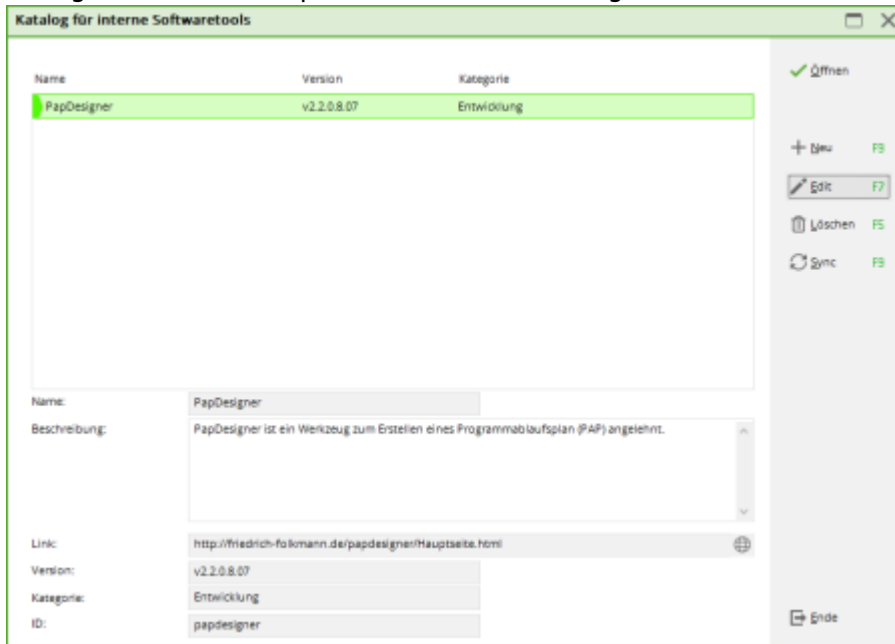 Katalog für interne Softwaretools
Name Version Kategorie
PapDesigner v2.2.0.8.07 Entwicklung
Öffnen
Neu F9
Edit F7
Löschen F5
Sync F9
Name: PapDesigner
Beschreibung: PapDesigner ist ein Werkzeug zum Erstellen eines Programmablaufsplan (PAP) angelehnt.
Link: http://friedrich-folkmann.de/papdesigner/Hauptseite.html
Version: v2.2.0.8.07
Kategorie: Entwicklung
ID: papdesigner
Ende